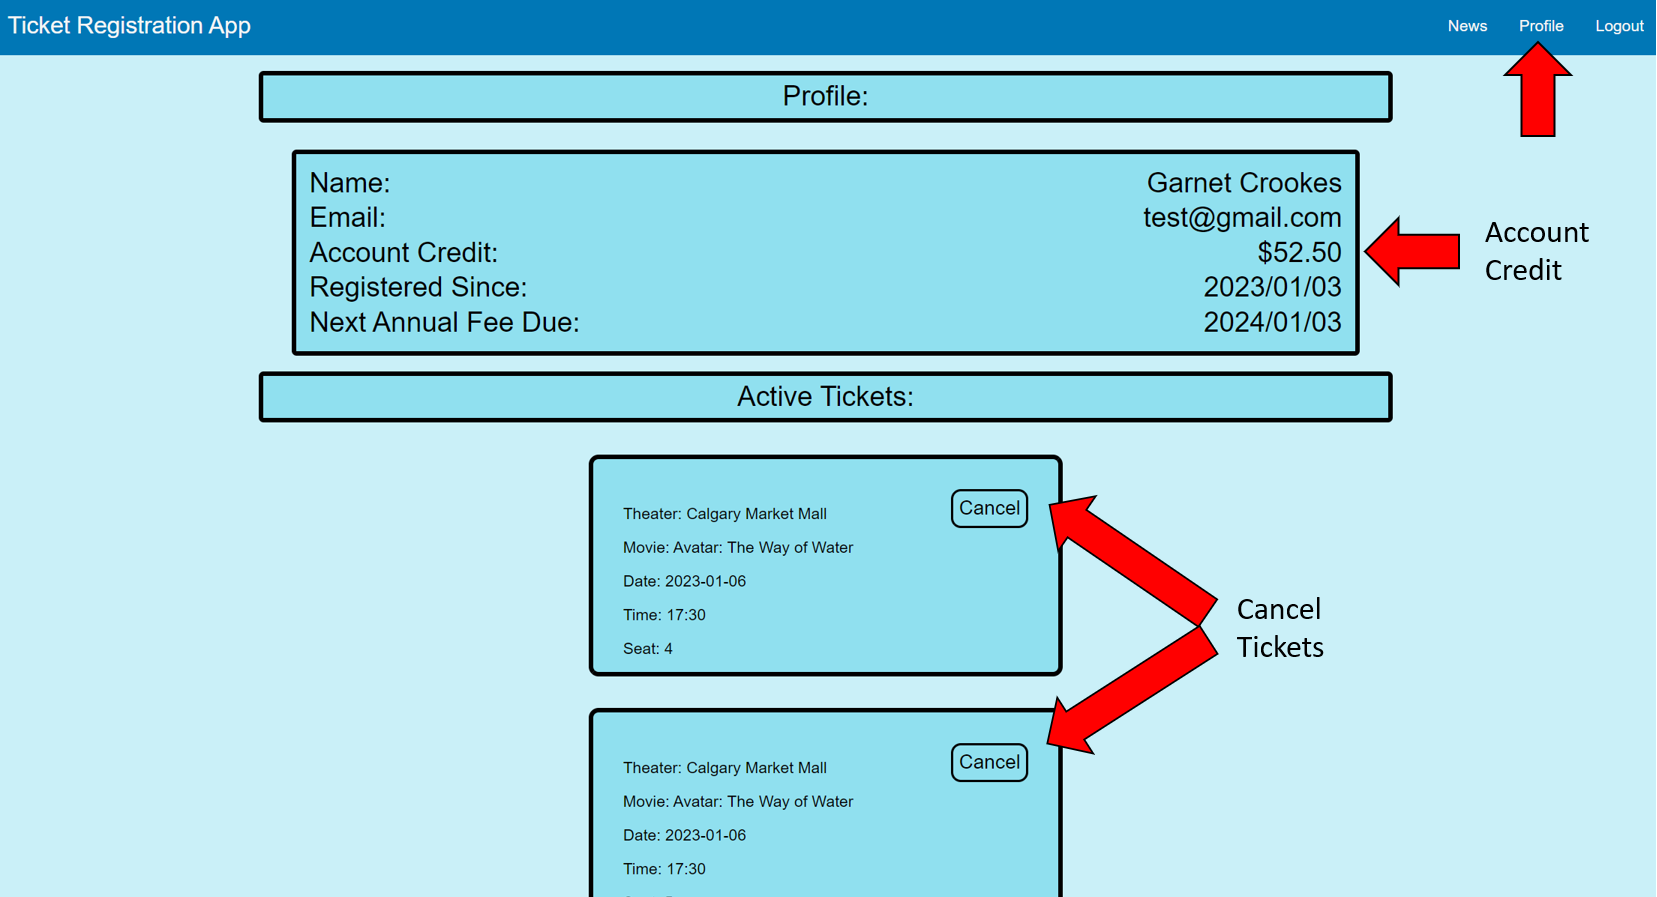 Ticket Registration App
News Profile Logout
Profile:
Name: Garnet Crookes
Email: test@gmail.com
Account Credit: $52.50
Registered Since: 2023/01/03
Next Annual Fee Due: 2024/01/03
Account
Credit
Active Tickets:
Cancel
Theater: Calgary Market Mall
Movie: Avatar: The Way of Water
Date: 2023-01-06
Time: 17:30
Seat: 4
Cancel
Tickets
Cancel
Theater: Calgary Market Mall
Movie: Avatar: The Way of Water
Date: 2023-01-06
Time: 17:30